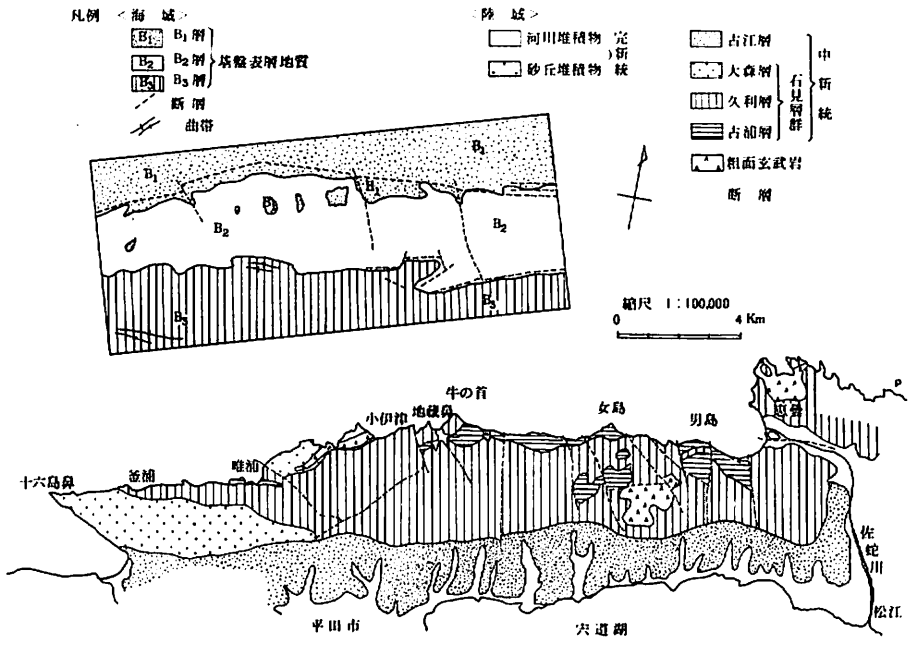 凡例 <海域>
B₁ B₁層
B₂ B₂層
B₃ B₃層
基盤表層地質
断層
曲帯
<陸域>
河川堆積物
砂丘堆積物
完新統
古江層
大森層
久利層
古浦層
石見層群
中新統
粗面玄武岩
断層
B₁
B₁
B₁
B₂
B₂
B₃
B₃
縮尺 1:100,000
0 4 Km
牛の首
地蔵鼻
小伊津
女島
男島
恵曇
唯浦
釜浦
十六島鼻
佐蛇川
平田市
宍道湖
松江